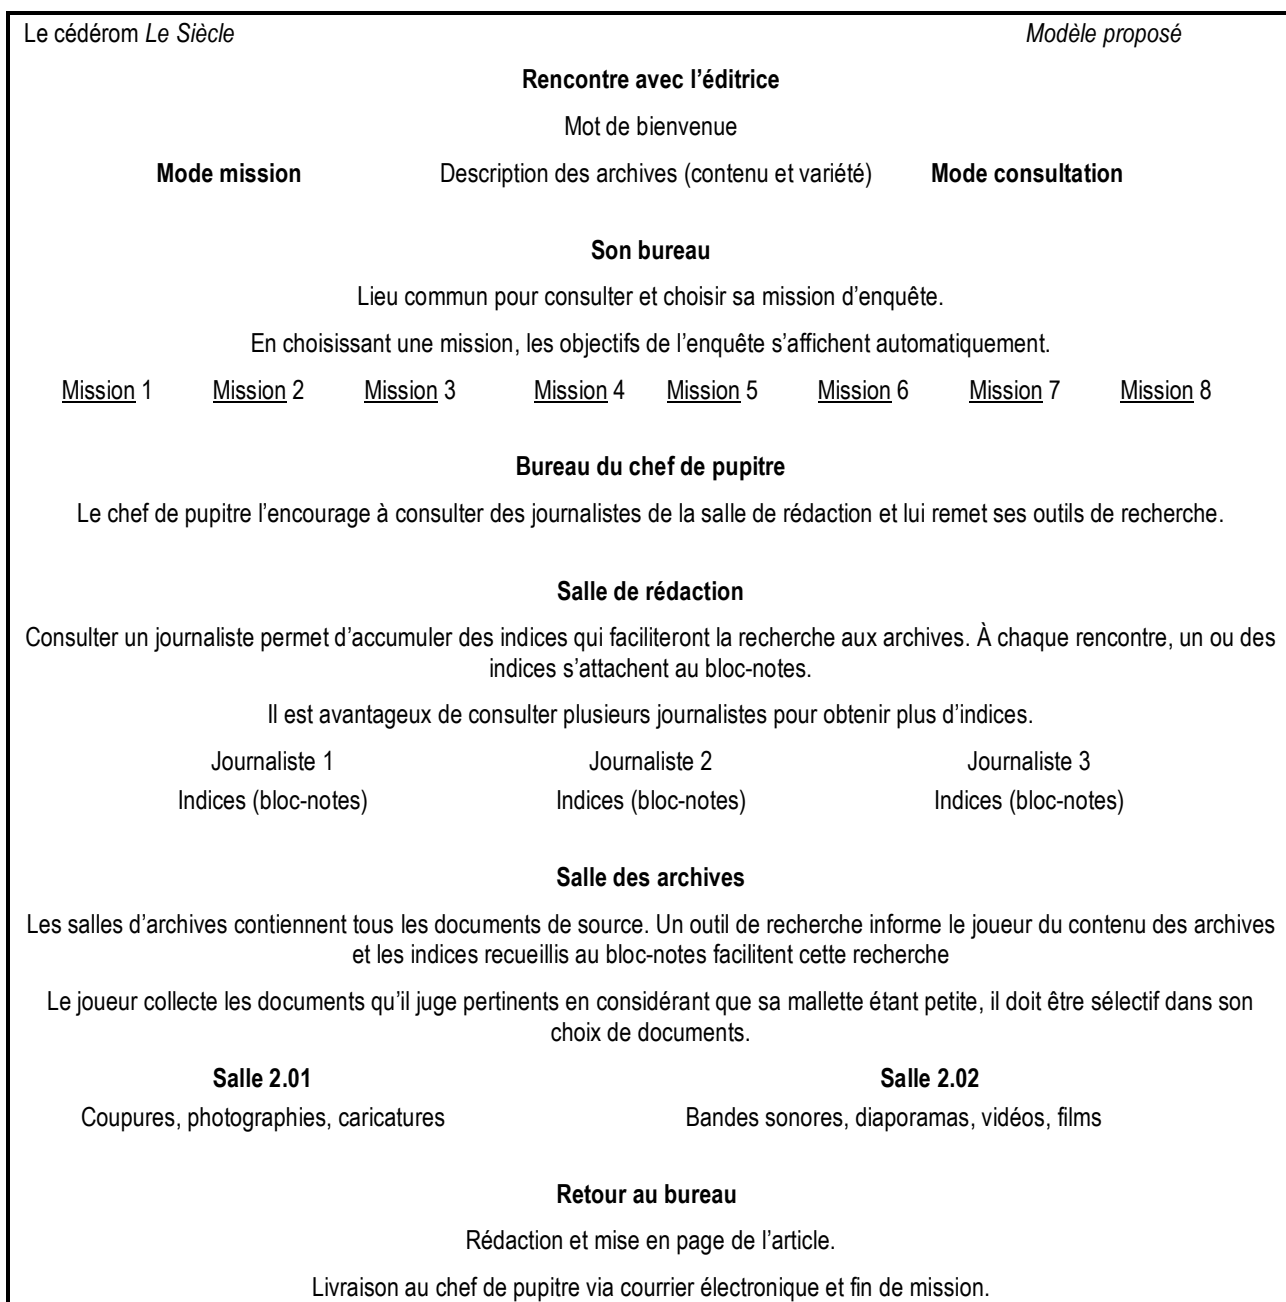 Le cédérom Le Siècle Modèle proposé
Rencontre avec l’éditrice
Mot de bienvenue
Mode mission Description des archives (contenu et variété) Mode consultation
Son bureau
Lieu commun pour consulter et choisir sa mission d’enquête.
En choisissant une mission, les objectifs de l’enquête s’affichent automatiquement.
Mission 1 Mission 2 Mission 3 Mission 4 Mission 5 Mission 6 Mission 7 Mission 8
Bureau du chef de pupitre
Le chef de pupitre l’encourage à consulter des journalistes de la salle de rédaction et lui remet ses outils de recherche.
Salle de rédaction
Consulter un journaliste permet d’accumuler des indices qui faciliteront la recherche aux archives. À chaque rencontre, un ou des
indices s’attachent au bloc-notes.
Il est avantageux de consulter plusieurs journalistes pour obtenir plus d’indices.
Journaliste 1 Journaliste 2 Journaliste 3
Indices (bloc-notes) Indices (bloc-notes) Indices (bloc-notes)
Salle des archives
Les salles d’archives contiennent tous les documents de source. Un outil de recherche informe le joueur du contenu des archives
et les indices recueillis au bloc-notes facilitent cette recherche
Le joueur collecte les documents qu’il juge pertinents en considérant que sa mallette étant petite, il doit être sélectif dans son
choix de documents.
Salle 2.01 Salle 2.02
Coupures, photographies, caricatures Bandes sonores, diaporamas, vidéos, films
Retour au bureau
Rédaction et mise en page de l’article.
Livraison au chef de pupitre via courrier électronique et fin de mission.